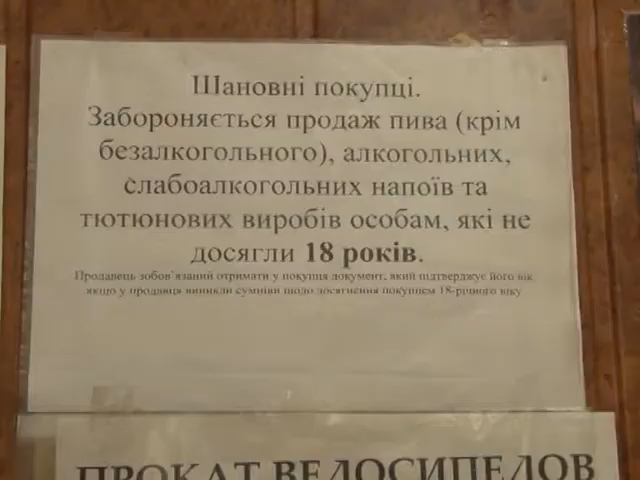 Шановні покупці.
Забороняється продаж пива (крім
безалкогольного), алкогольних,
слабоалкогольних напоїв та
тютюнових виробів особам, які не
досягли 18 років.
Продавець зобов'язаний отримати у покупця документ, який підтверджує його вік
якщо у продавця виникли сумніви щодо досягнення покупцем 18-річного віку
ПРОКАТ ВЕЛОСИПЕДОВ